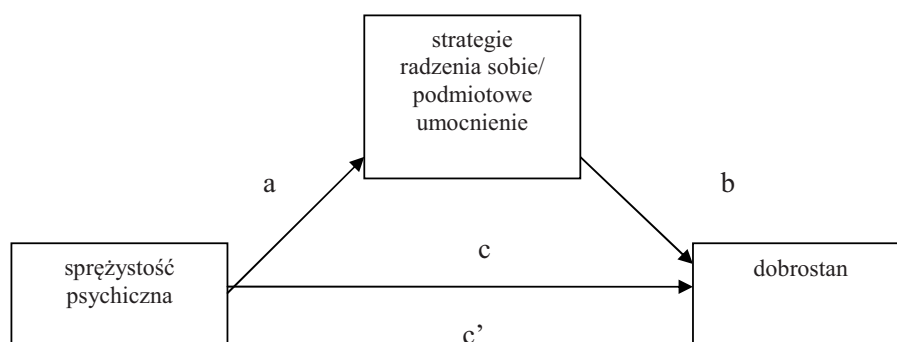 strategie
radzenia sobie/
podmiotowe
umocnienie
a
b
sprężystość
psychiczna
c
dobrostan
c’